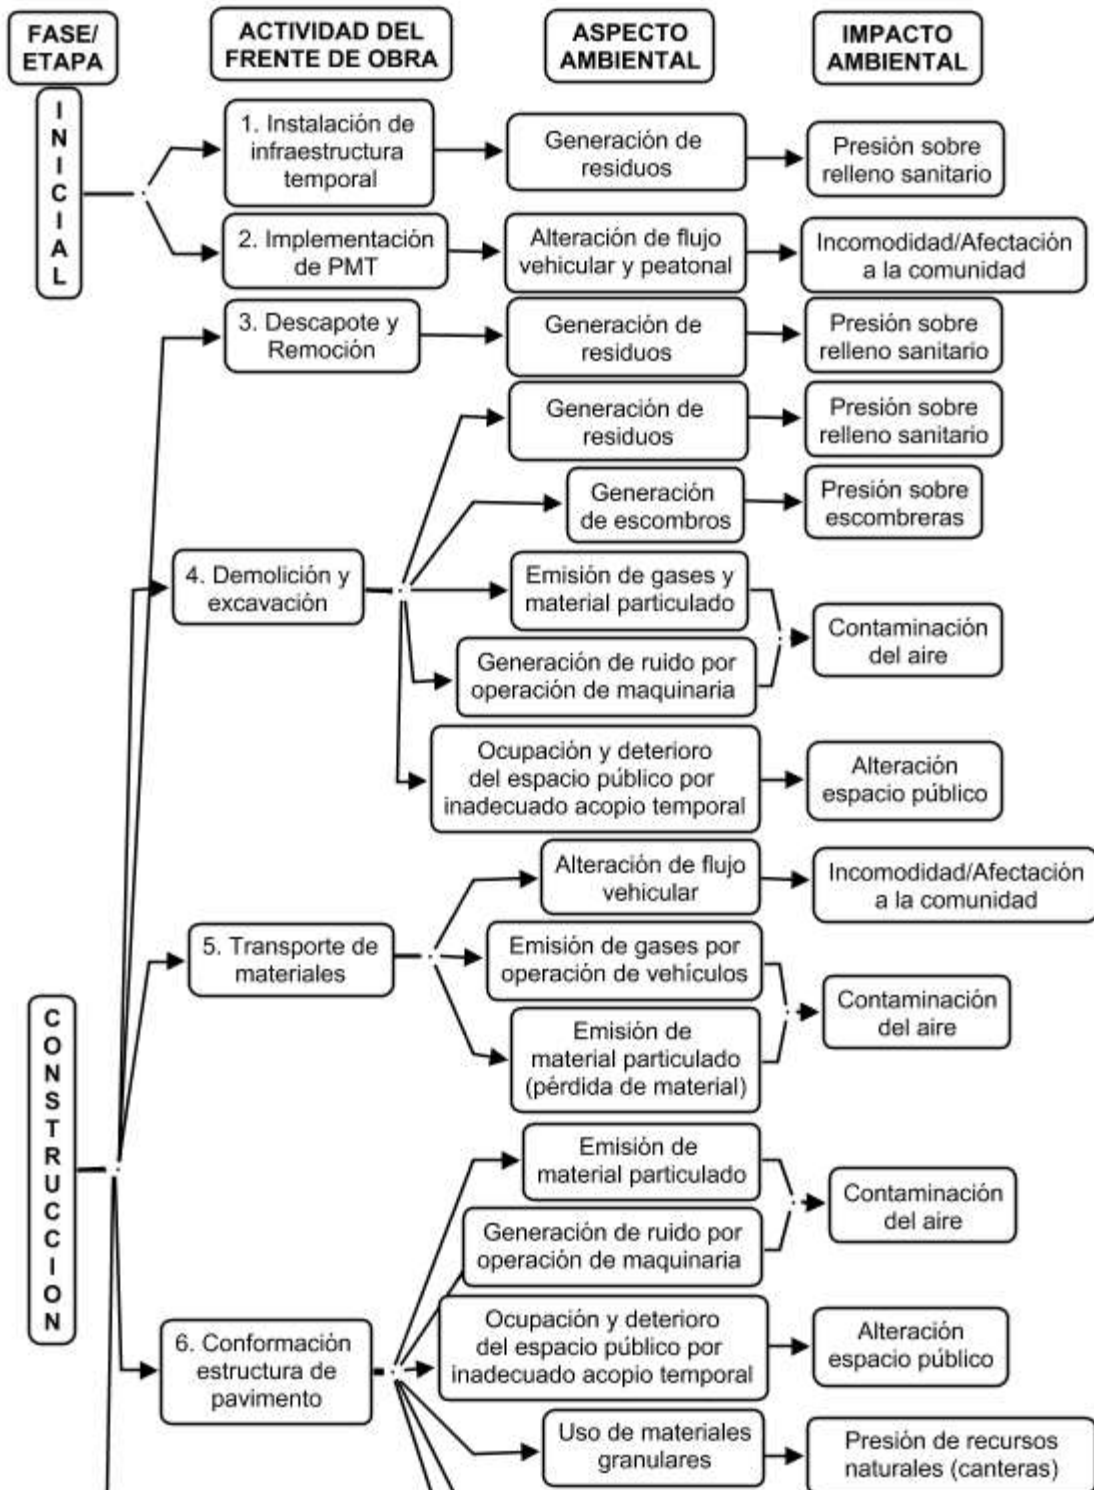 FASE/
ETAPA
ACTIVIDAD DEL
FRENTE DE OBRA
ASPECTO
AMBIENTAL
IMPACTO
AMBIENTAL
INICIAL
1. Instalación de
infraestructura
temporal
Generación de
residuos
Presión sobre
relleno sanitario
2. Implementación
de PMT
Alteración de flujo
vehicular y peatonal
Incomodidad/Afectación
a la comunidad
CONSTRUCCION
3. Descapote y
Remoción
Generación de
residuos
Presión sobre
relleno sanitario
4. Demolición y
excavación
Generación de
residuos
Presión sobre
relleno sanitario
Generación
de escombros
Presión sobre
escombreras
Emisión de gases y
material particulado
Generación de ruido por
operación de maquinaria
Contaminación
del aire
Ocupación y deterioro
del espacio público por
inadecuado acopio temporal
Alteración
espacio público
5. Transporte de
materiales
Alteración de flujo
vehicular
Incomodidad/Afectación
a la comunidad
Emisión de gases por
operación de vehículos
Emisión de
material particulado
(pérdida de material)
Contaminación
del aire
6. Conformación
estructura de
pavimento
Emisión de
material particulado
Generación de ruido por
operación de maquinaria
Contaminación
del aire
Ocupación y deterioro
del espacio público por
inadecuado acopio temporal
Alteración
espacio público
Uso de materiales
granulares
Presión de recursos
naturales (canteras)